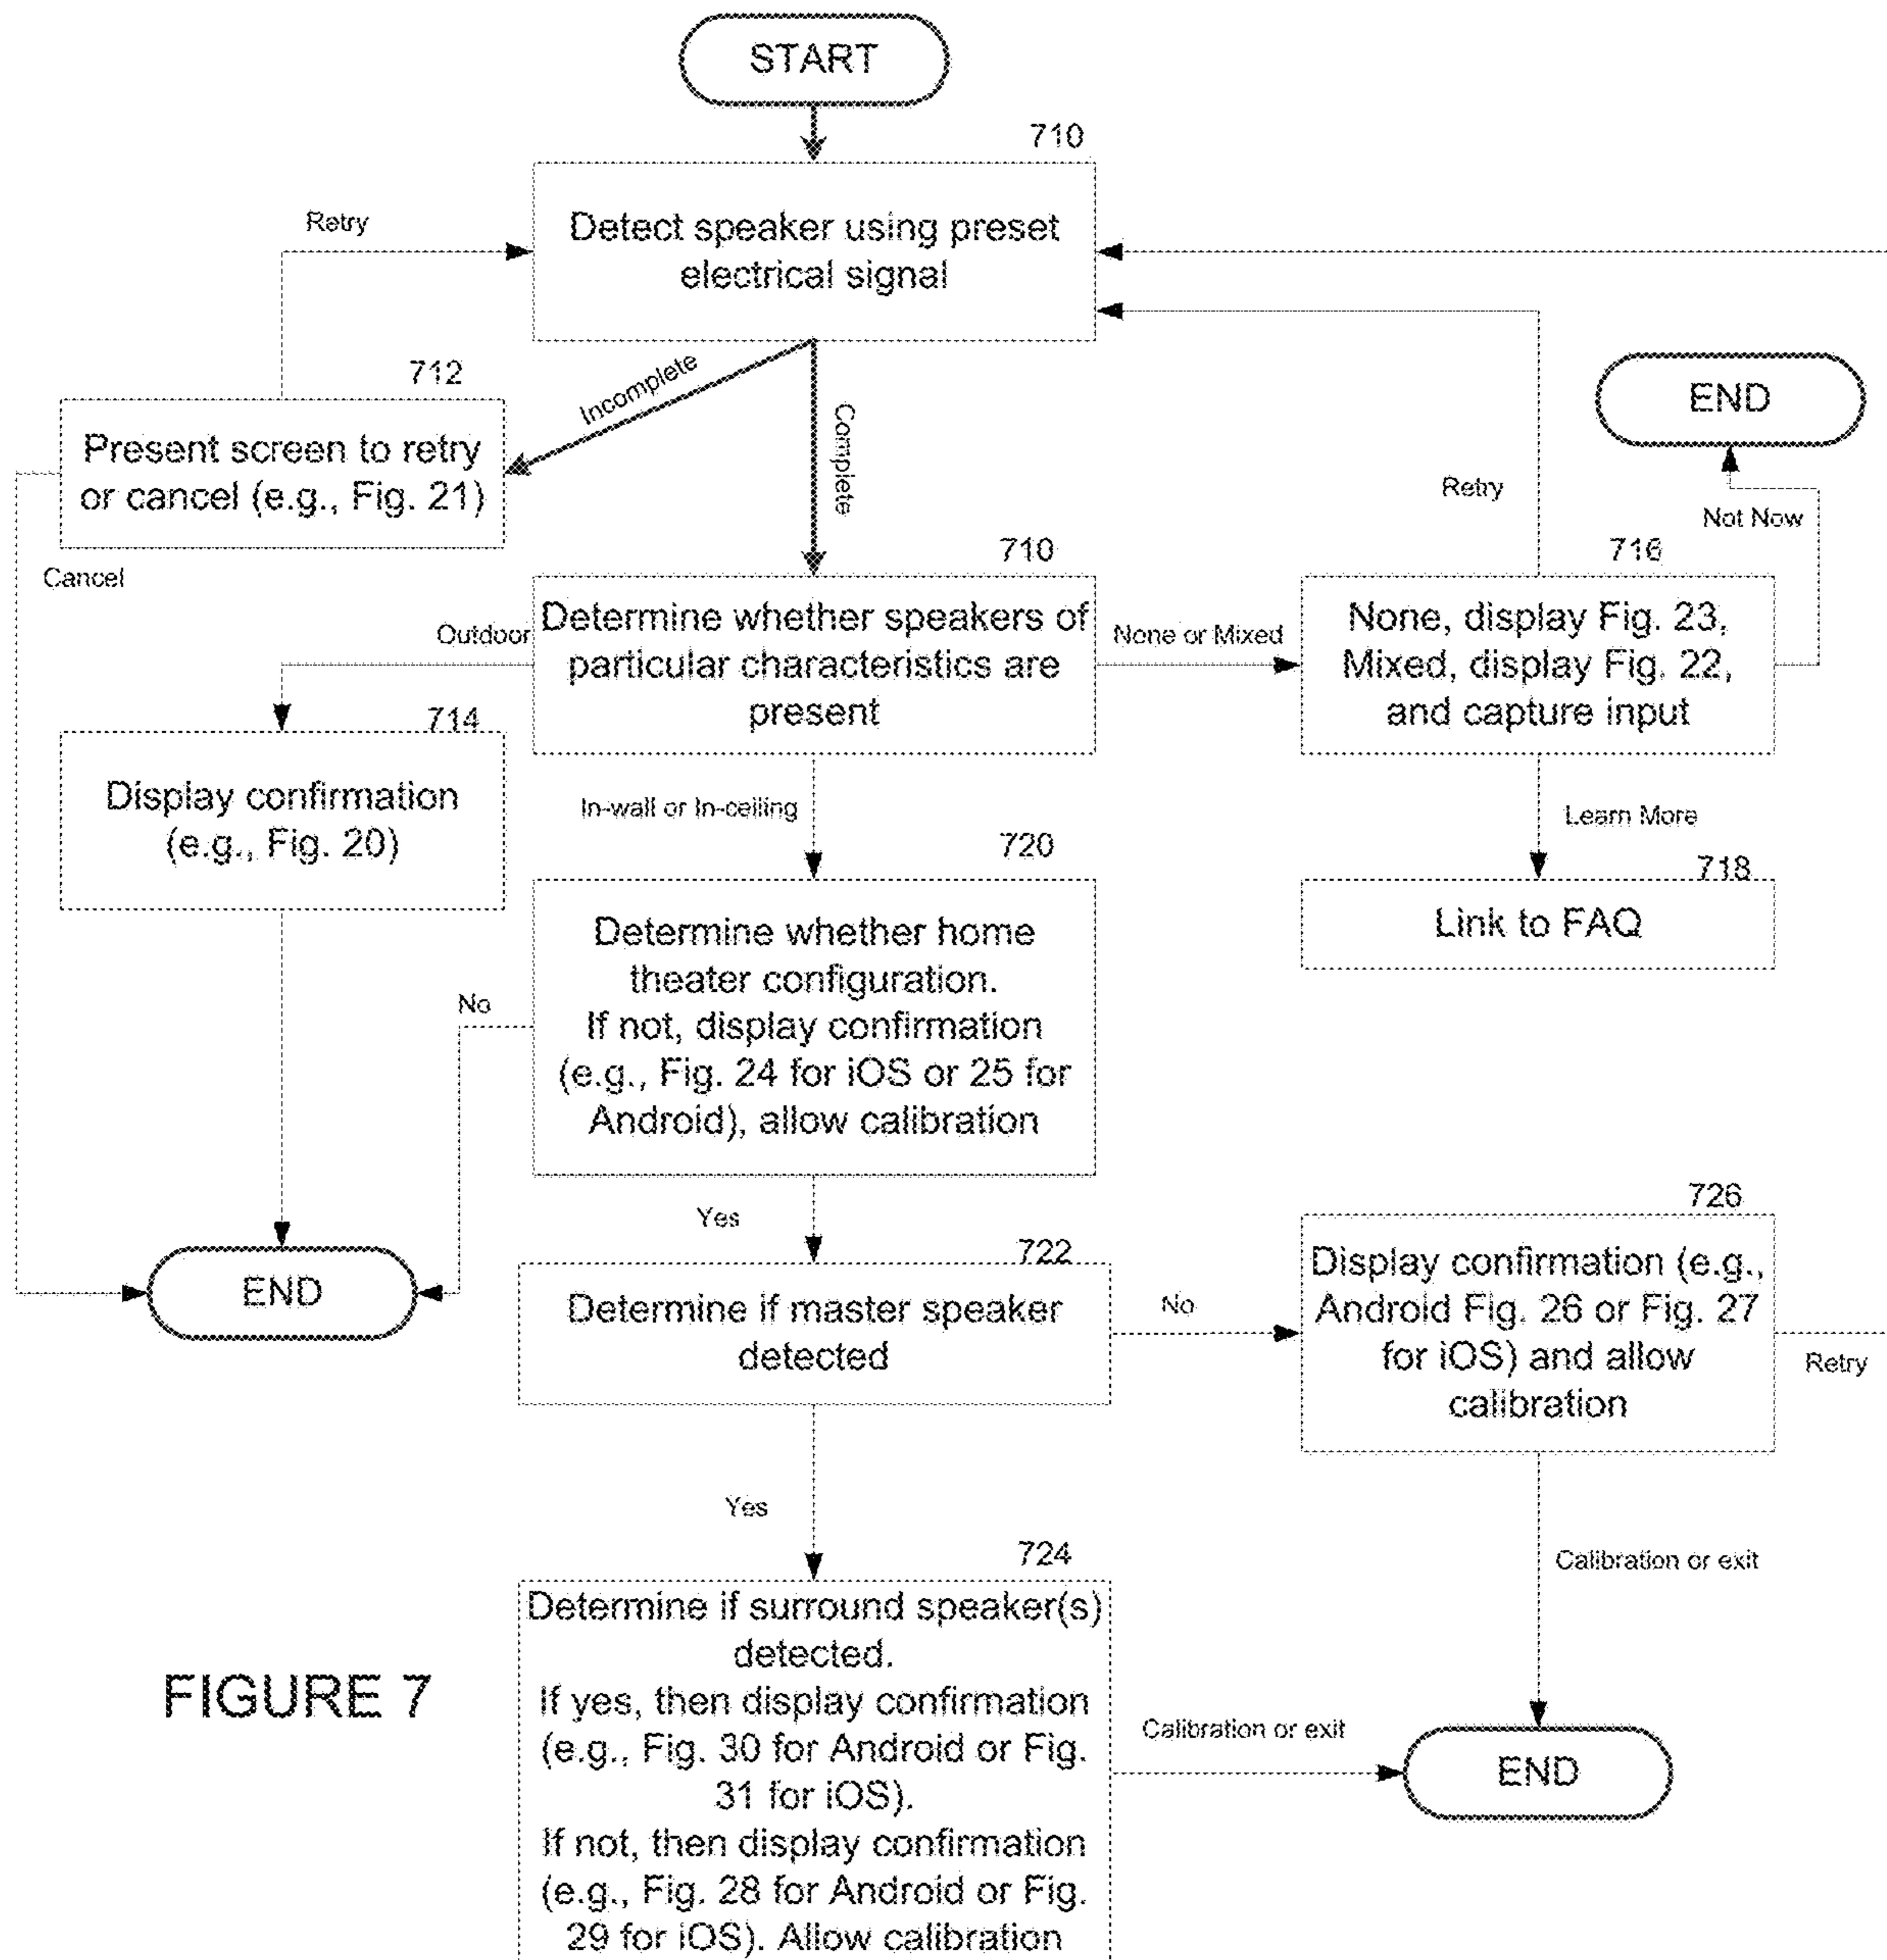 START
710
Detect speaker using preset
electrical signal
Retry
Incomplete
Complete
712
Present screen to retry
or cancel (e.g., Fig. 21)
Cancel
END
Retry
Not Now
710
Determine whether speakers of
particular characteristics are
present
Outdoor
None or Mixed
716
None, display Fig. 23,
Mixed, display Fig. 22,
and capture input
714
Display confirmation
(e.g., Fig. 20)
In-wall or In-ceiling
Learn More
718
Link to FAQ
720
Determine whether home
theater configuration.
If not, display confirmation
(e.g., Fig. 24 for iOS or 25 for
Android), allow calibration
No
Yes
END
722
Determine if master speaker
detected
No
726
Display confirmation (e.g.,
Android Fig. 26 or Fig. 27
for iOS) and allow
calibration
Retry
Yes
Calibration or exit
724
Determine if surround speaker(s)
detected.
If yes, then display confirmation
(e.g., Fig. 30 for Android or Fig.
31 for iOS).
If not, then display confirmation
(e.g., Fig. 28 for Android or Fig.
29 for iOS). Allow calibration
Calibration or exit
END
FIGURE 7